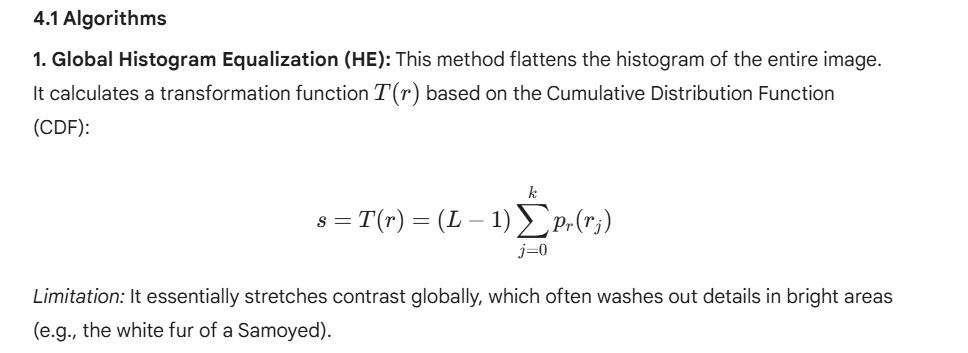 4.1 Algorithms
1. Global Histogram Equalization (HE): This method flattens the histogram of the entire image.
It calculates a transformation function T(r) based on the Cumulative Distribution Function
(CDF):
s = T(r) = (L − 1) ∑_{j=0}^{k} p_r(r_j)
Limitation: It essentially stretches contrast globally, which often washes out details in bright areas
(e.g., the white fur of a Samoyed).